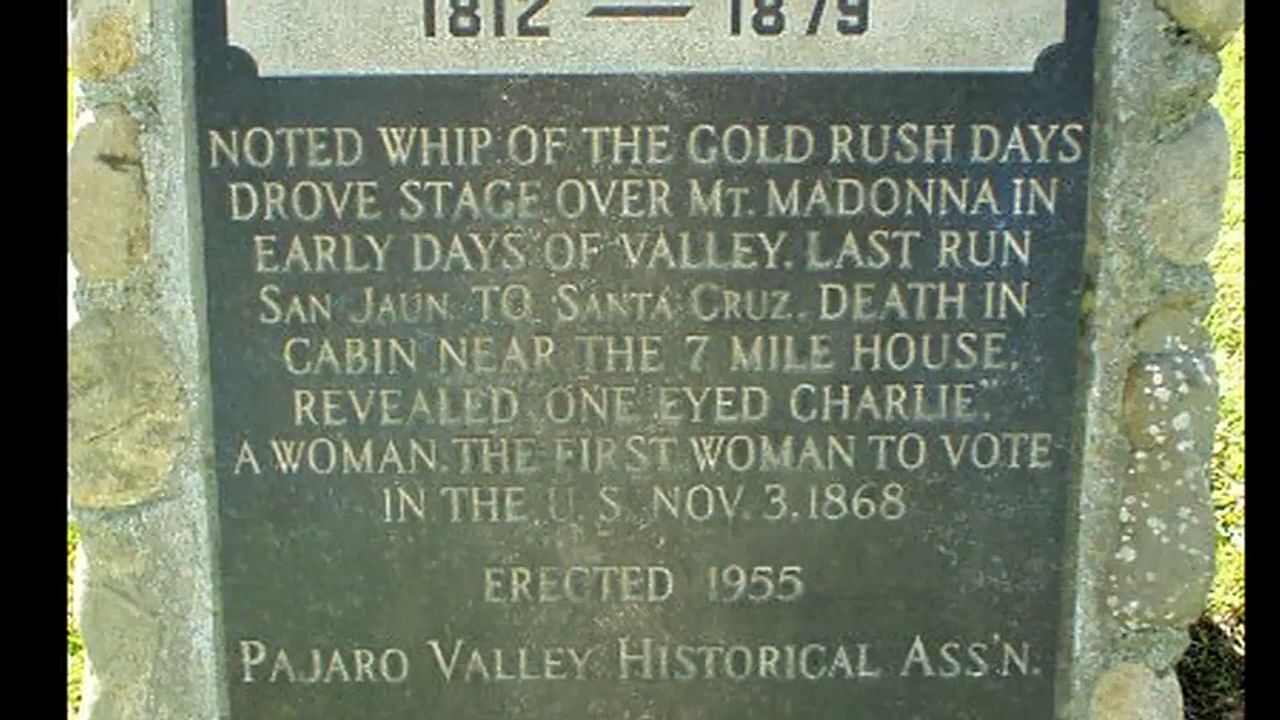 1812 — 1879
NOTED WHIP OF THE GOLD RUSH DAYS
DROVE STAGE OVER MT. MADONNA IN
EARLY DAYS OF VALLEY. LAST RUN
SAN JAUN TO SANTA CRUZ. DEATH IN
CABIN NEAR THE 7 MILE HOUSE,
REVEALED ONE EYED CHARLIE"
A WOMAN. THE FIRST WOMAN TO VOTE
IN THE U. S. NOV. 3. 1868
ERECTED 1955
PAJARO VALLEY HISTORICAL ASS'N.